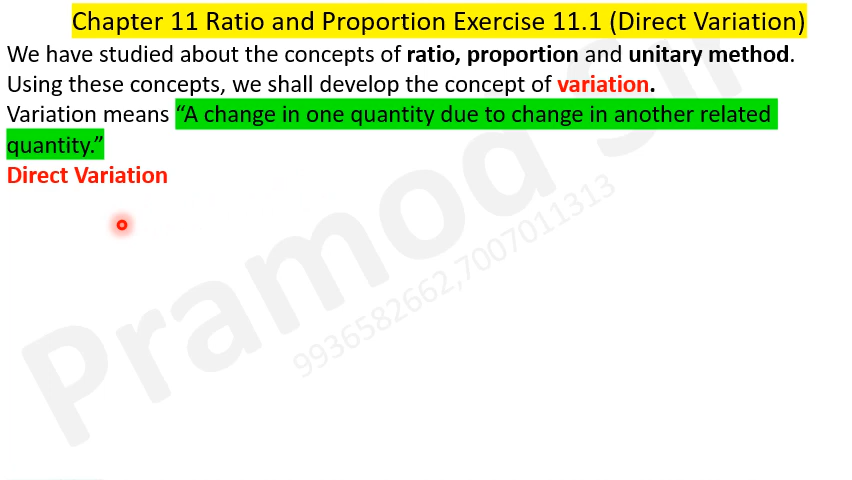 Chapter 11 Ratio and Proportion Exercise 11.1 (Direct Variation)
We have studied about the concepts of ratio, proportion and unitary method.
Using these concepts, we shall develop the concept of variation.
Variation means “A change in one quantity due to change in another related
quantity.”
Direct Variation
Pramod Sir
9936582662,7007011313